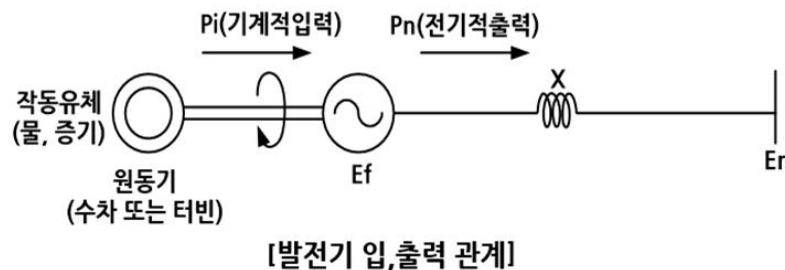 Pi(기계적입력)
Pn(전기적출력)
X
작동유체
(물, 증기)
Ef
Er
원동기
(수차 또는 터빈)
[발전기 입,출력 관계]